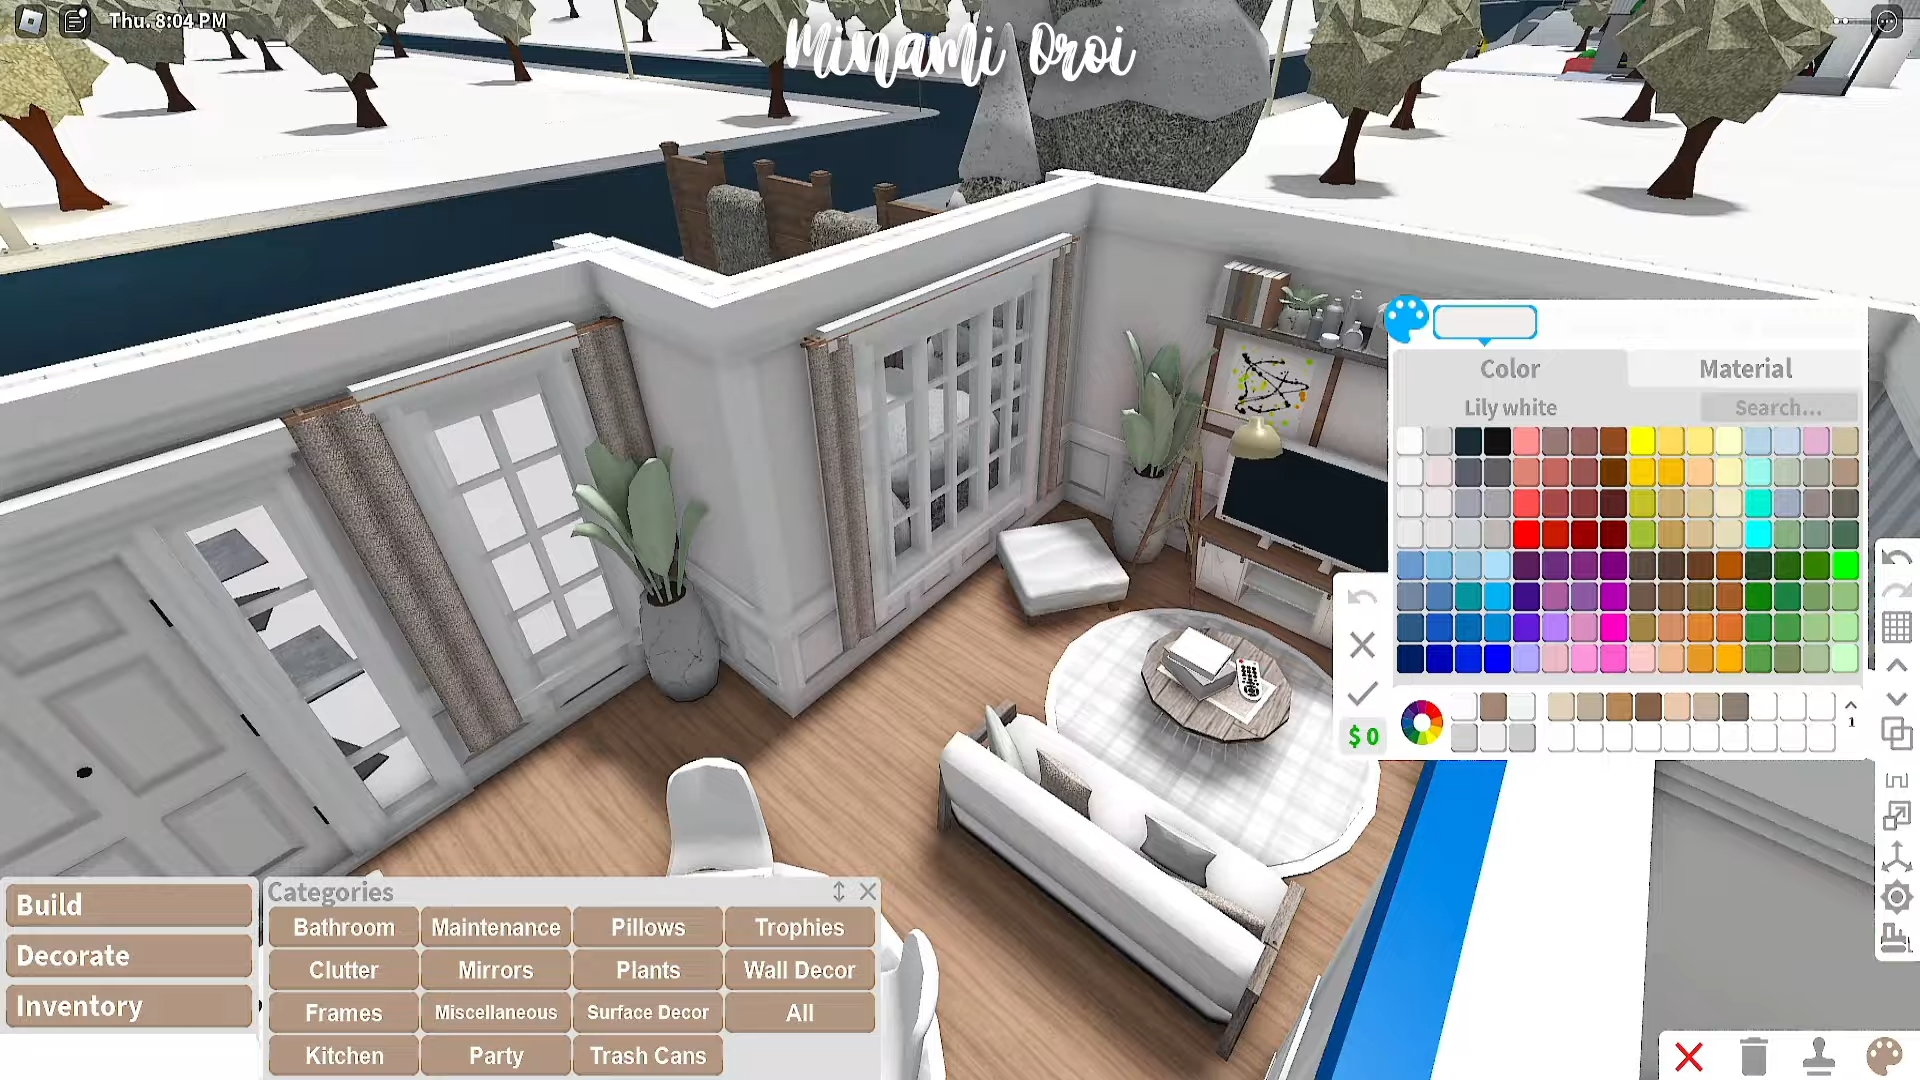 Thu. 8:04 PM
Minami Oroi
Color
Material
Lily white
Search...
$ 0
1
Build
Decorate
Inventory
Categories
Bathroom
Maintenance
Pillows
Trophies
Clutter
Mirrors
Plants
Wall Decor
Frames
Miscellaneous
Surface Decor
All
Kitchen
Party
Trash Cans